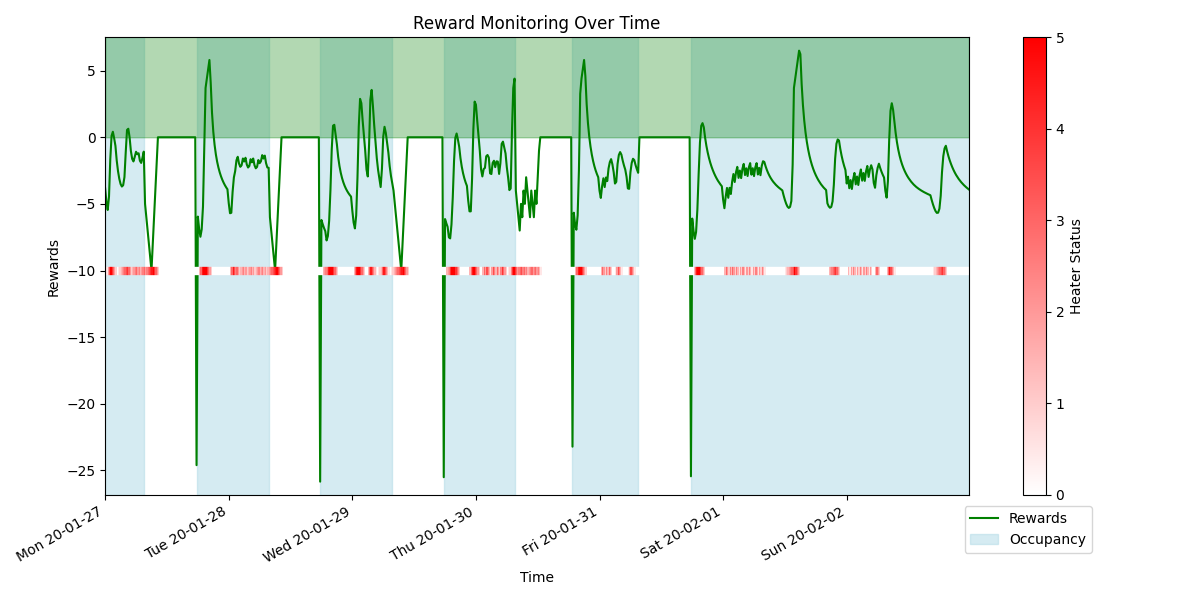 Reward Monitoring Over Time
Rewards
5
0
−5
−10
−15
−20
−25
Mon 20-01-27
Tue 20-01-28
Wed 20-01-29
Thu 20-01-30
Fri 20-01-31
Sat 20-02-01
Sun 20-02-02
Time
5
4
3
2
1
0
Heater Status
Rewards
Occupancy